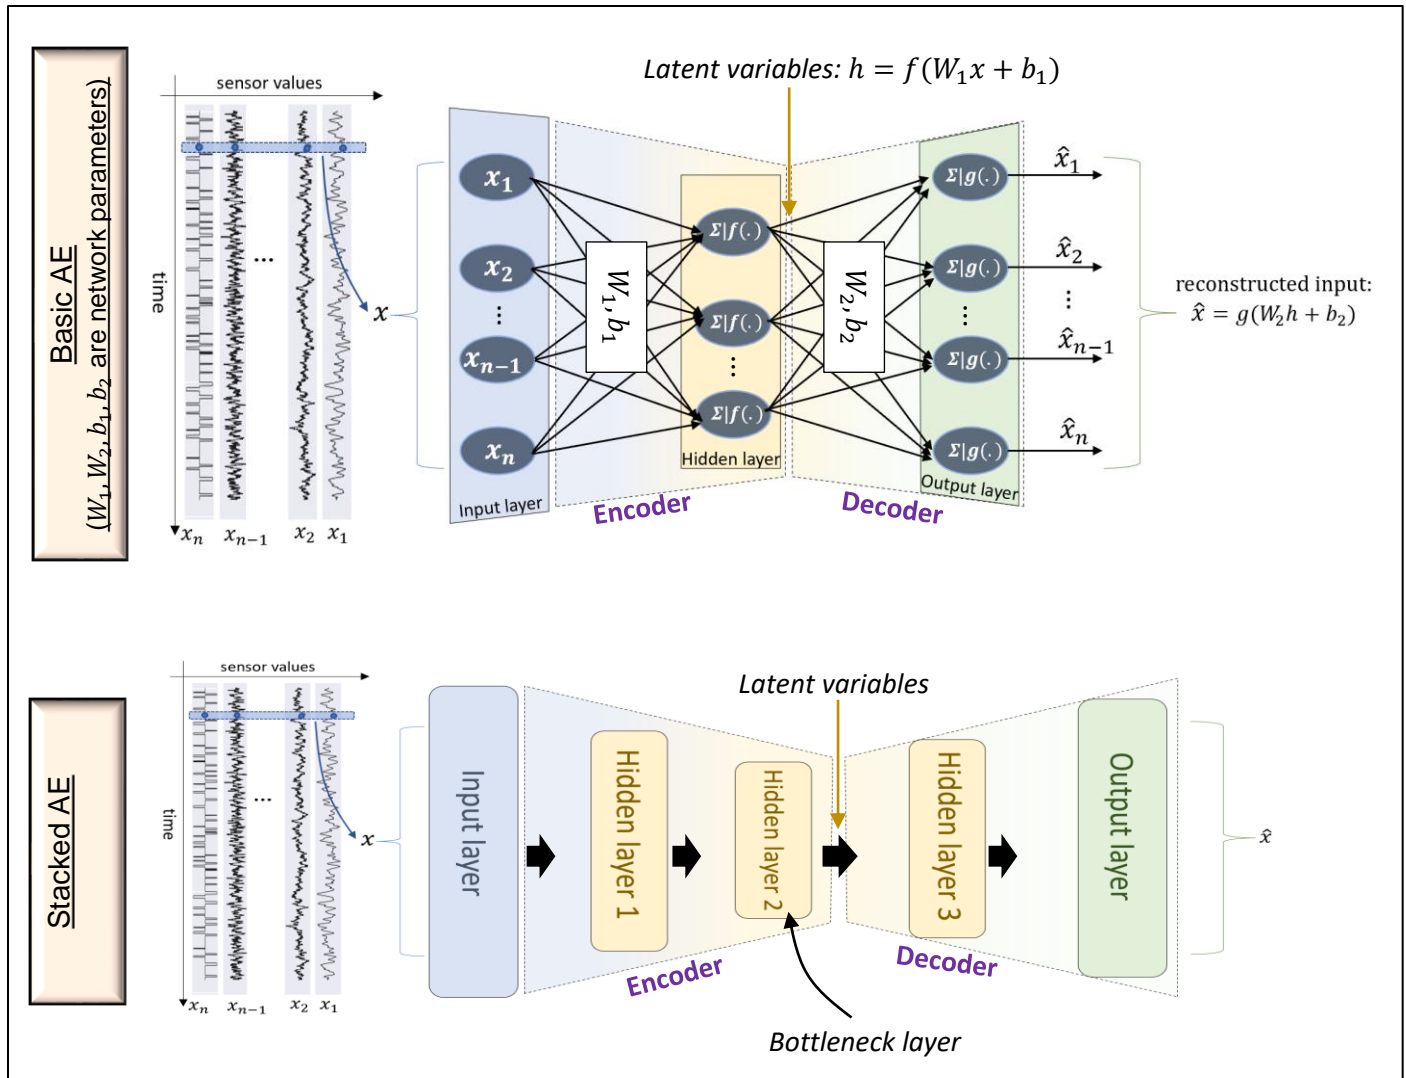 Basic AE
(W₁, W₂, b₁, b₂ are network parameters)
sensor values
time
...
xₙ
xₙ₋₁
x₂
x₁
x
Latent variables: h = f(W₁x + b₁)
x₁
x₂
⋮
xₙ₋₁
xₙ
Input layer
W₁, b₁
Encoder
Σ|f(.)
Σ|f(.)
⋮
Σ|f(.)
Hidden layer
W₂, b₂
Decoder
Σ|g(.)
Σ|g(.)
⋮
Σ|g(.)
Σ|g(.)
Output layer
x̂₁
x̂₂
⋮
x̂ₙ₋₁
x̂ₙ
reconstructed input:
x̂ = g(W₂h + b₂)
Stacked AE
sensor values
time
...
xₙ
xₙ₋₁
x₂
x₁
x
Input layer
Hidden layer 1
Hidden layer 2
Encoder
Latent variables
Bottleneck layer
Hidden layer 3
Decoder
Output layer
x̂